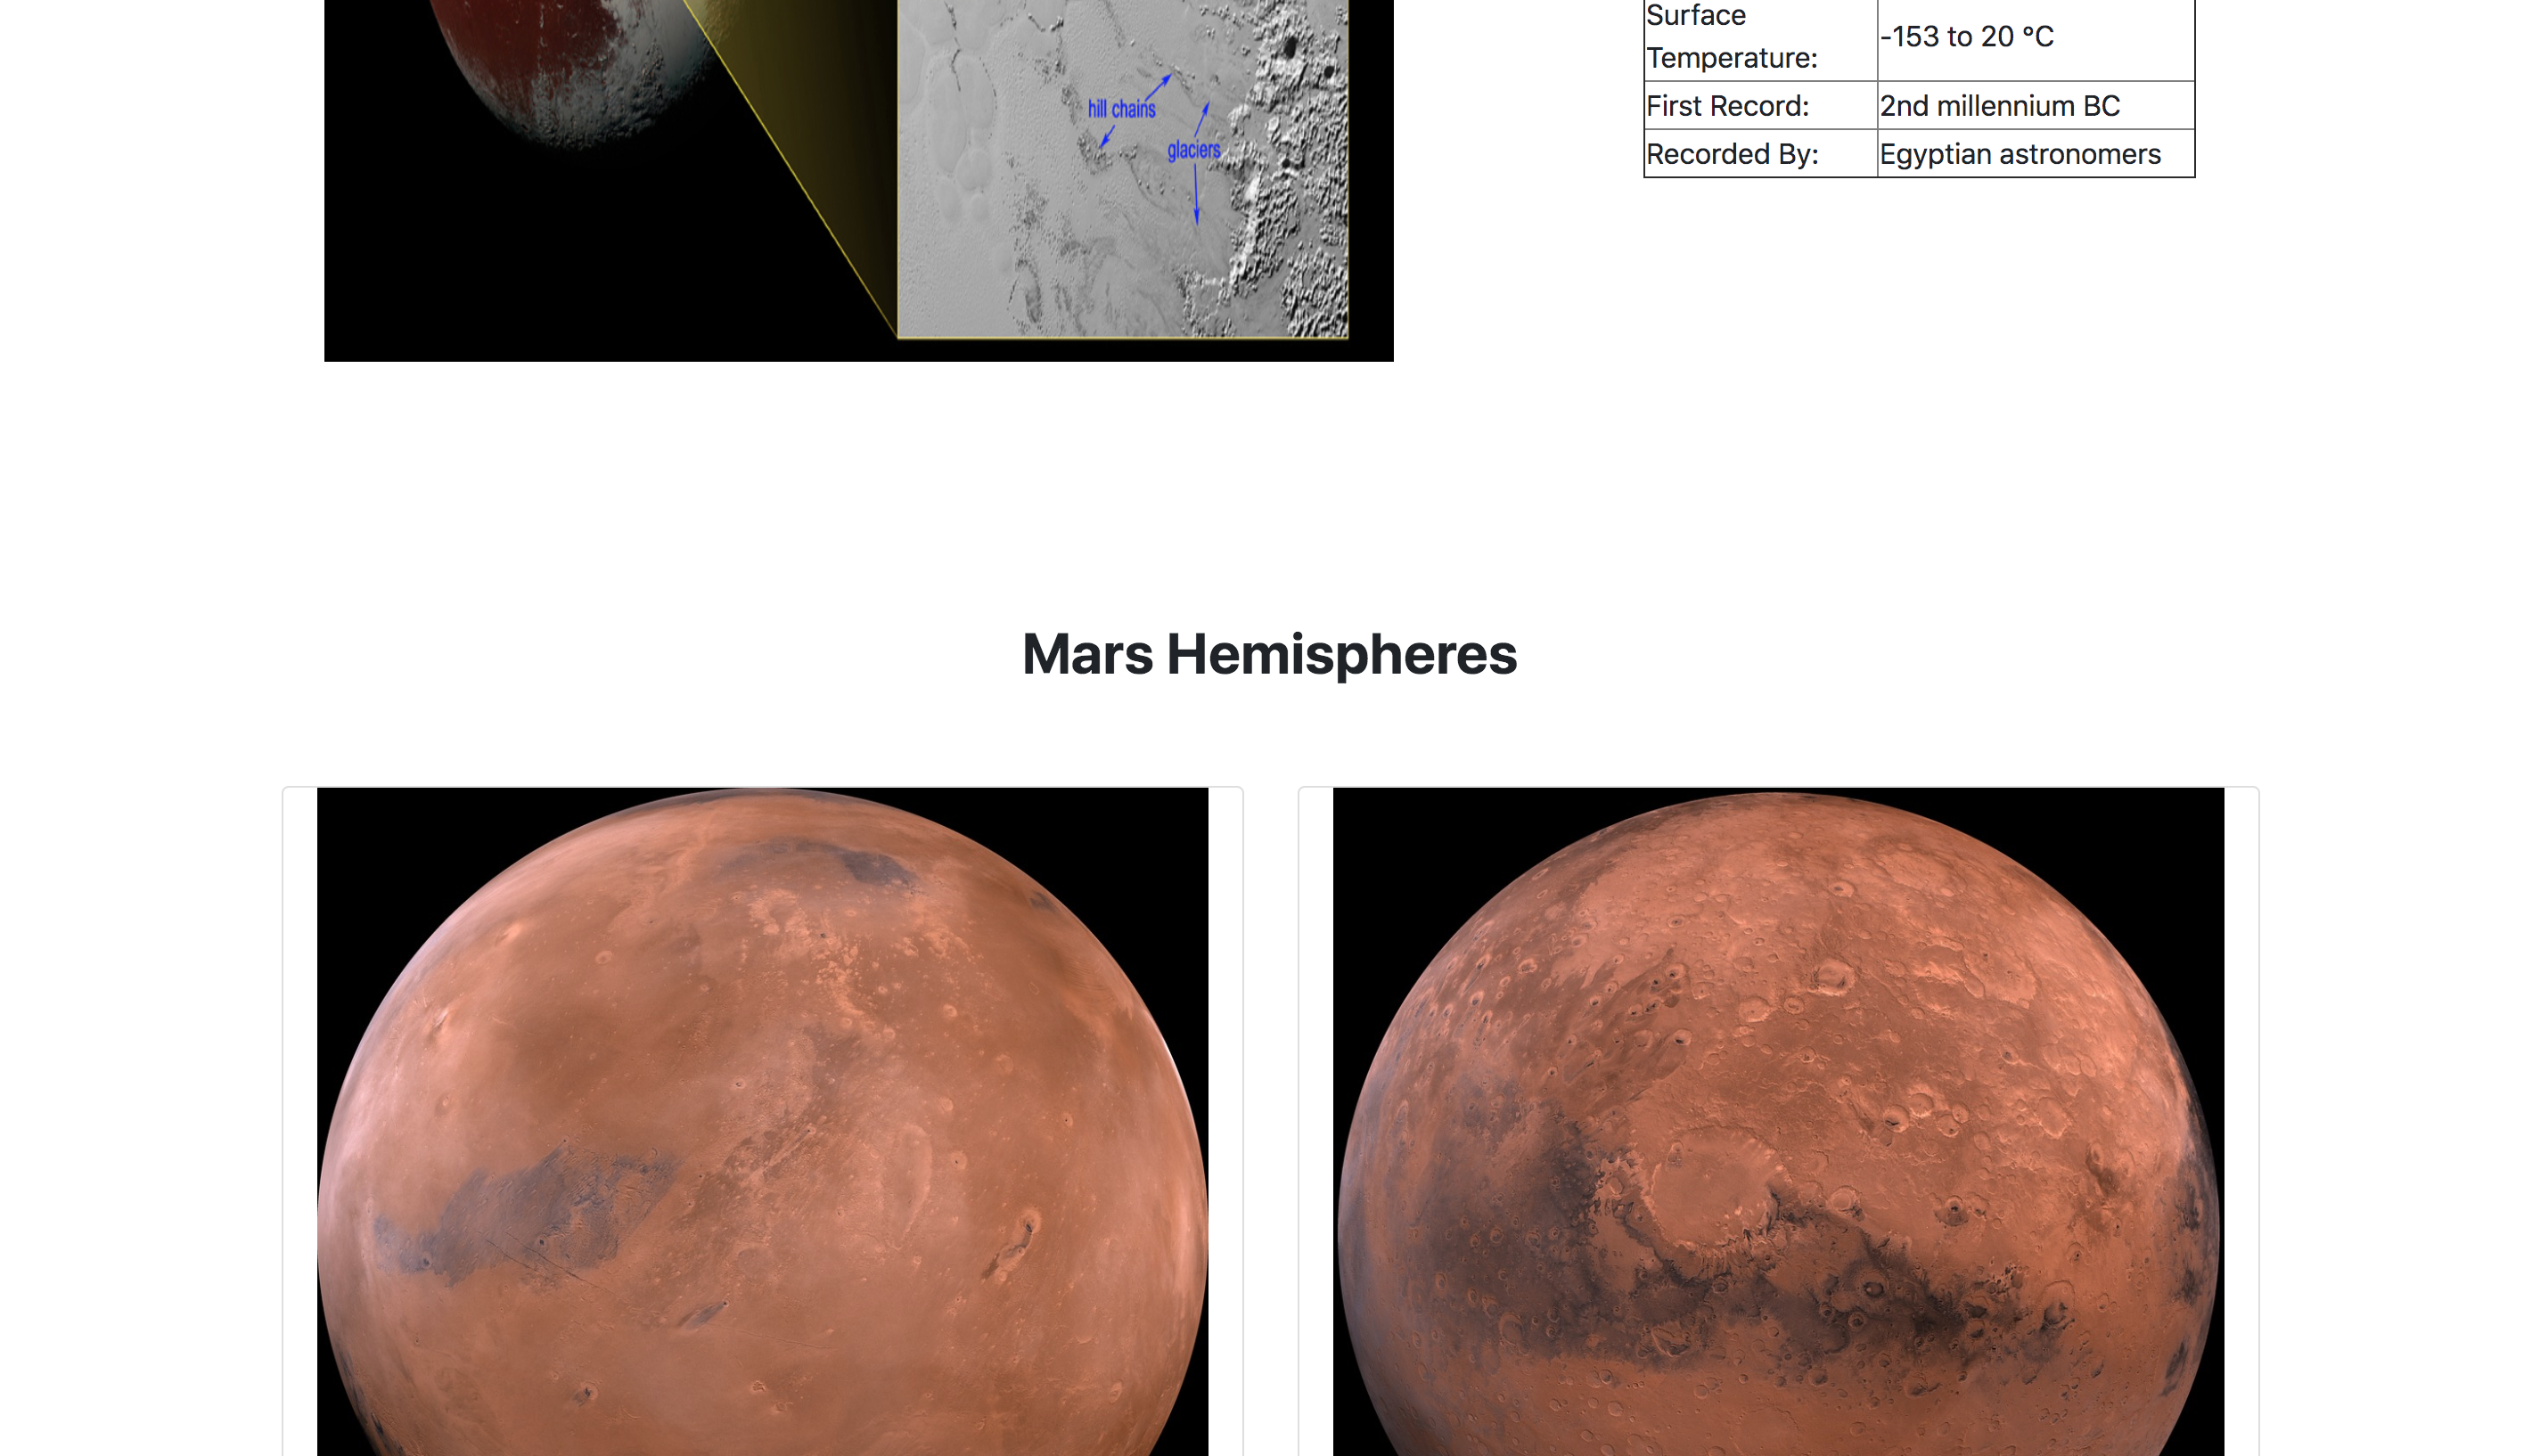 hill chains
glaciers
Surface
Temperature:
-153 to 20 °C
First Record:
2nd millennium BC
Recorded By:
Egyptian astronomers
Mars Hemispheres